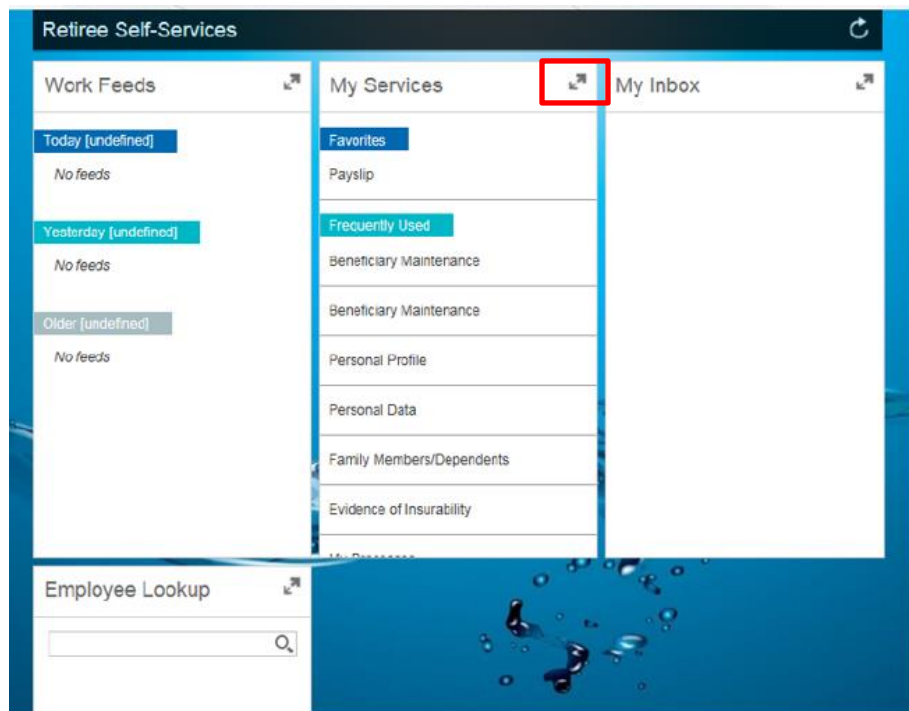 Retiree Self-Services
Work Feeds
Today [undefined]
No feeds
Yesterday [undefined]
No feeds
Older [undefined]
No feeds
My Services
Favorites
Payslip
Frequently Used
Beneficiary Maintenance
Beneficiary Maintenance
Personal Profile
Personal Data
Family Members/Dependents
Evidence of Insurability
My Processes
My Inbox
Employee Lookup